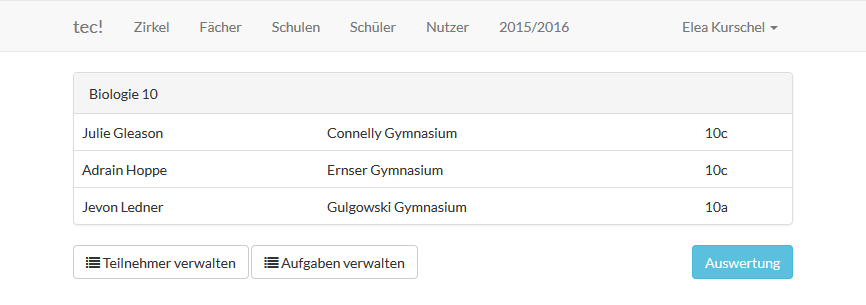 tec! Zirkel Fächer Schulen Schüler Nutzer 2015/2016 Elea Kurschel
Biologie 10
Julie Gleason Connelly Gymnasium 10c
Adrain Hoppe Ernser Gymnasium 10c
Jevon Ledner Gulgowski Gymnasium 10a
Teilnehmer verwalten Aufgaben verwalten Auswertung